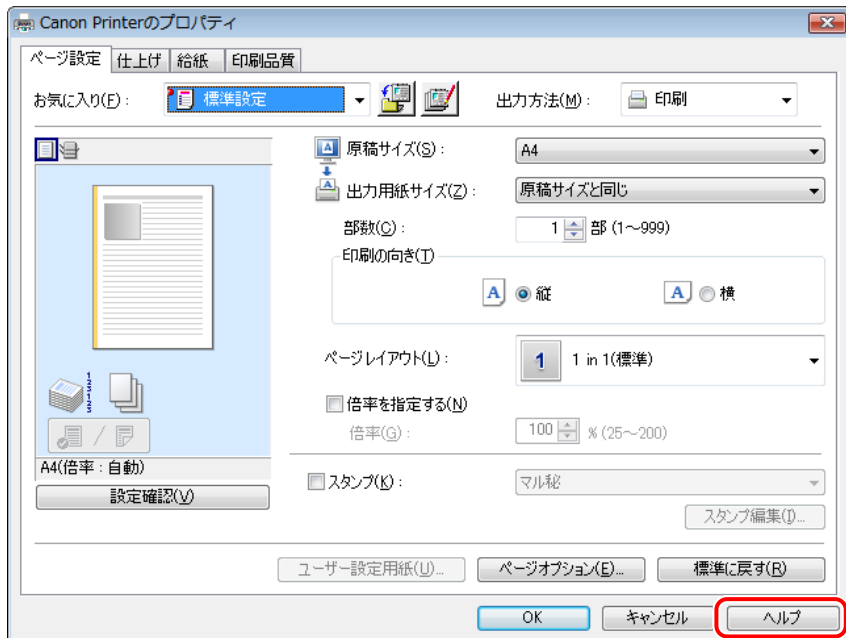 Canon Printerのプロパティ
ページ設定 仕上げ 給紙 印刷品質
お気に入り(F): 標準設定 出力方法(M): 印刷
原稿サイズ(S): A4
出力用紙サイズ(Z): 原稿サイズと同じ
部数(C): 1 部 (1～999)
印刷の向き(T)
A 縦 A 横
ページレイアウト(L): 1 1 in 1(標準)
倍率を指定する(N)
倍率(G): 100 % (25～200)
1 2 3 1 2 3
A4(倍率:自動)
設定確認(V)
スタンプ(K): マル秘
スタンプ編集(I)...
ユーザー設定用紙(U)... ページオプション(E)... 標準に戻す(R)
OK キャンセル ヘルプ